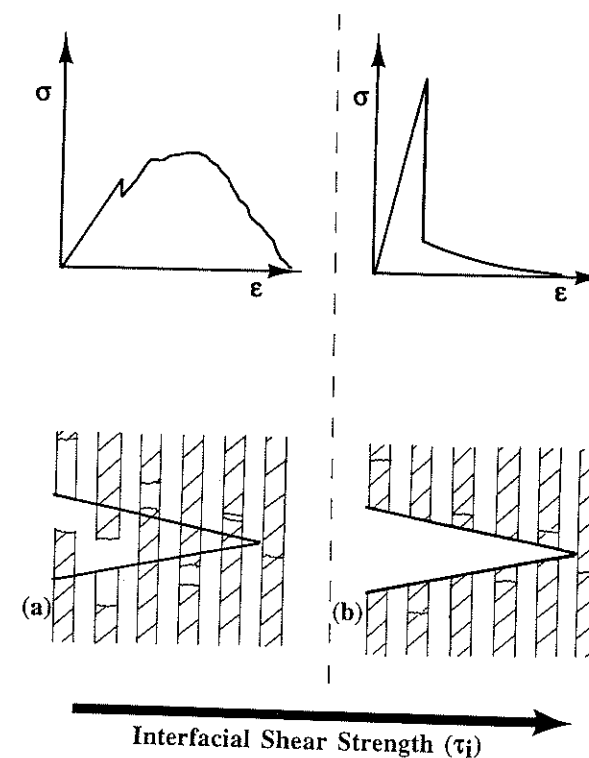 σ
ε
σ
ε
(a)
(b)
Interfacial Shear Strength (τi)